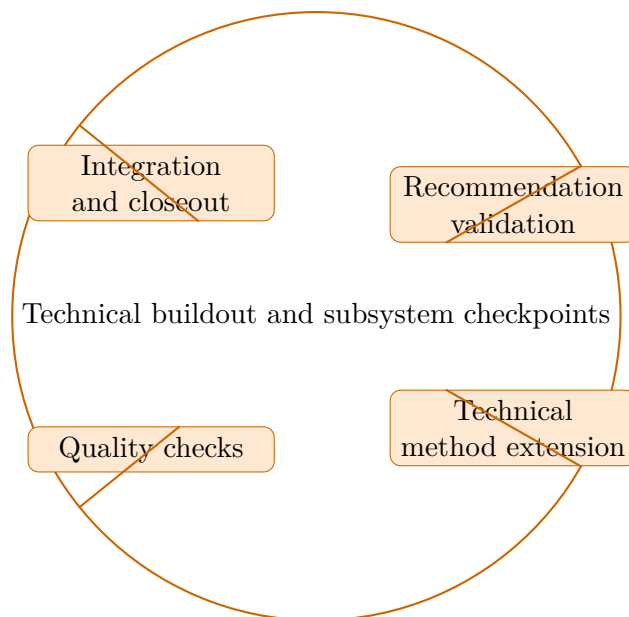 Integration
and closeout
Recommendation
validation
Technical buildout and subsystem checkpoints
Quality checks
Technical
method extension